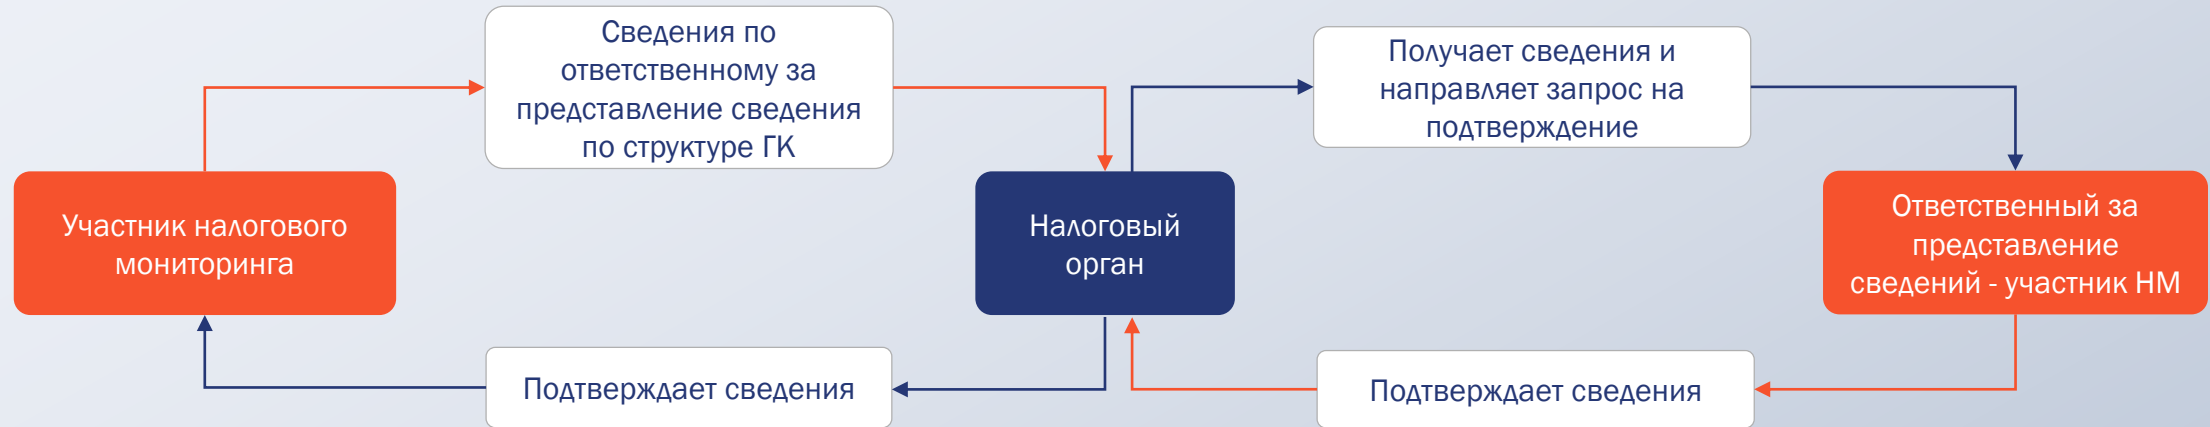 Сведения по
ответственному за
представление сведения
по структуре ГК
Получает сведения и
направляет запрос на
подтверждение
Участник налогового
мониторинга
Налоговый
орган
Ответственный за
представление
сведений - участник НМ
Подтверждает сведения
Подтверждает сведения